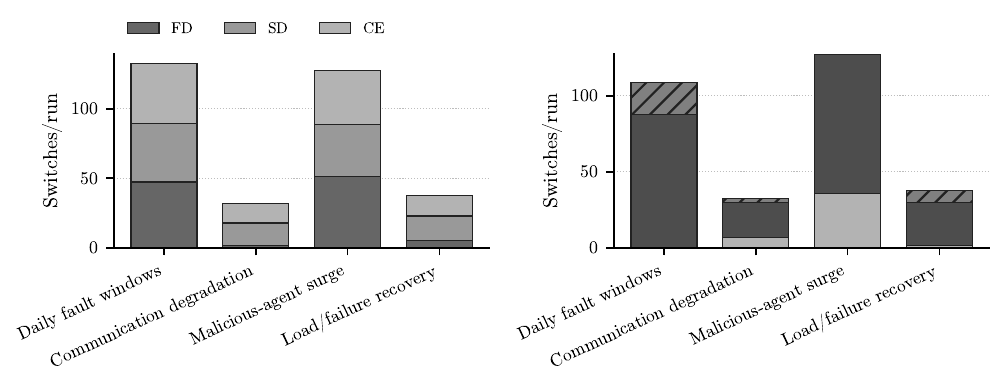 FD SD CE
Switches/run
100
50
0
Daily fault windows
Communication degradation
Malicious-agent surge
Load/failure recovery
Switches/run
100
50
0
Daily fault windows
Communication degradation
Malicious-agent surge
Load/failure recovery